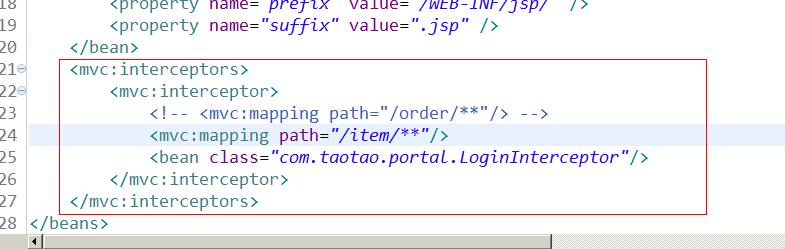 18 <property name="prefix" value="/WEB-INF/jsp/" />
19 <property name="suffix" value=".jsp" />
20 </bean>
21 <mvc:interceptors>
22 <mvc:interceptor>
23 <!-- <mvc:mapping path="/order/**"/> -->
24 <mvc:mapping path="/item/**"/>
25 <bean class="com.taotao.portal.LoginInterceptor"/>
26 </mvc:interceptor>
27 </mvc:interceptors>
28 </beans>